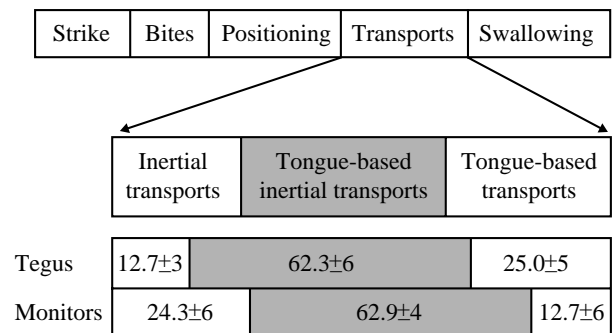 Strike Bites Positioning Transports Swallowing
Inertial transports
Tongue-based inertial transports
Tongue-based transports
Tegus 12.7±3 62.3±6 25.0±5
Monitors 24.3±6 62.9±4 12.7±6